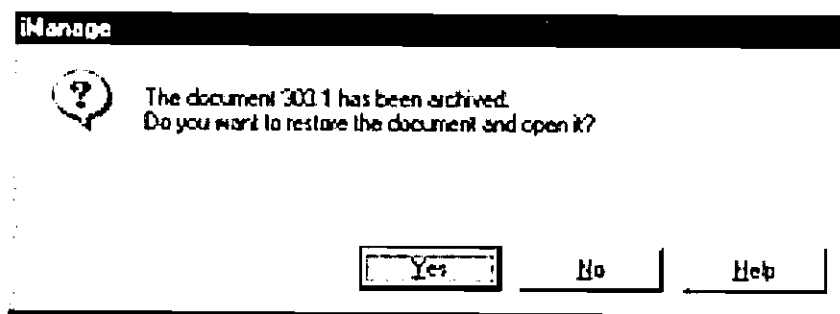 iManage
?
The document 303.1 has been archived.
Do you want to restore the document and open it?
Yes No Help